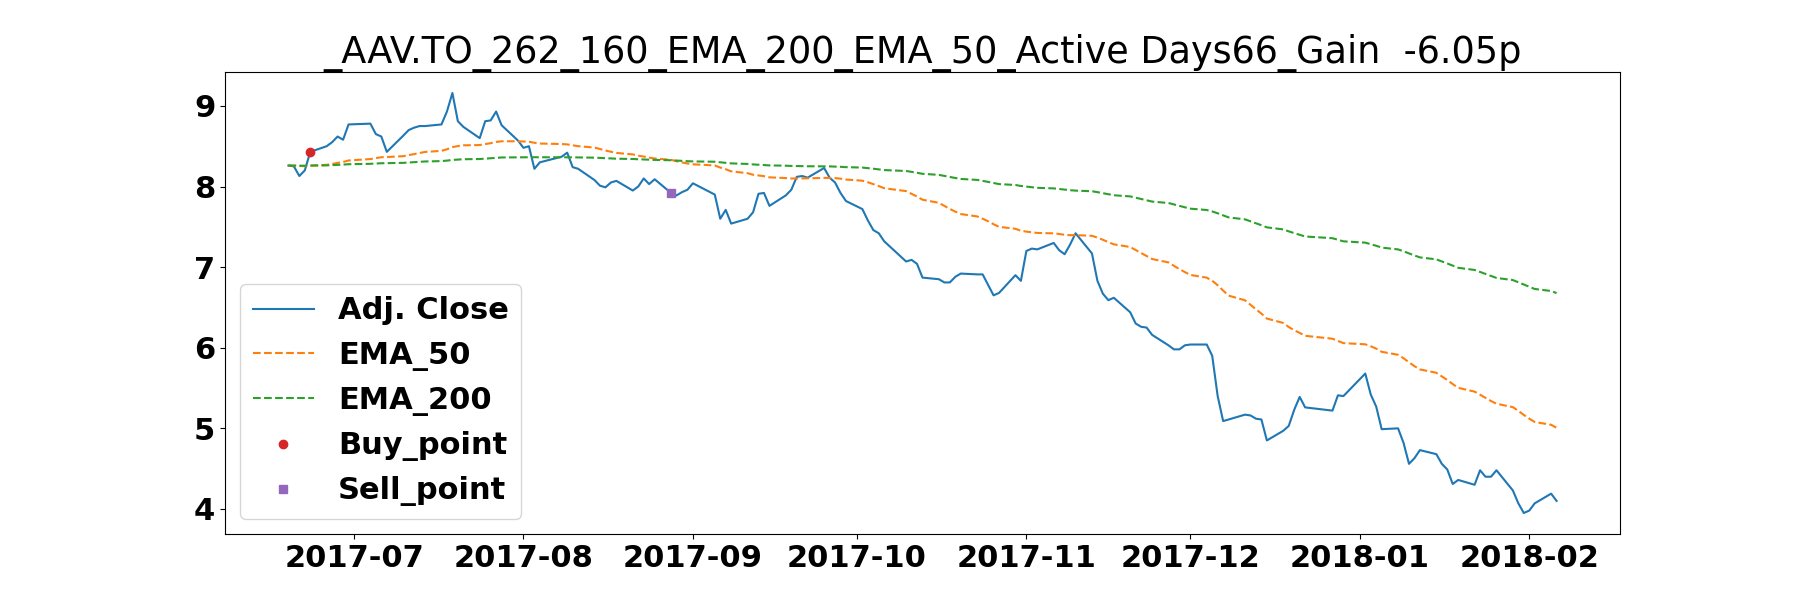 _AAV.TO_262_160_EMA_200_EMA_50_Active Days66_Gain  -6.05p
9
8
7
6
5
4
Adj. Close
EMA_50
EMA_200
Buy_point
Sell_point
2017-07 2017-08 2017-09 2017-10 2017-11 2017-12 2018-01 2018-02